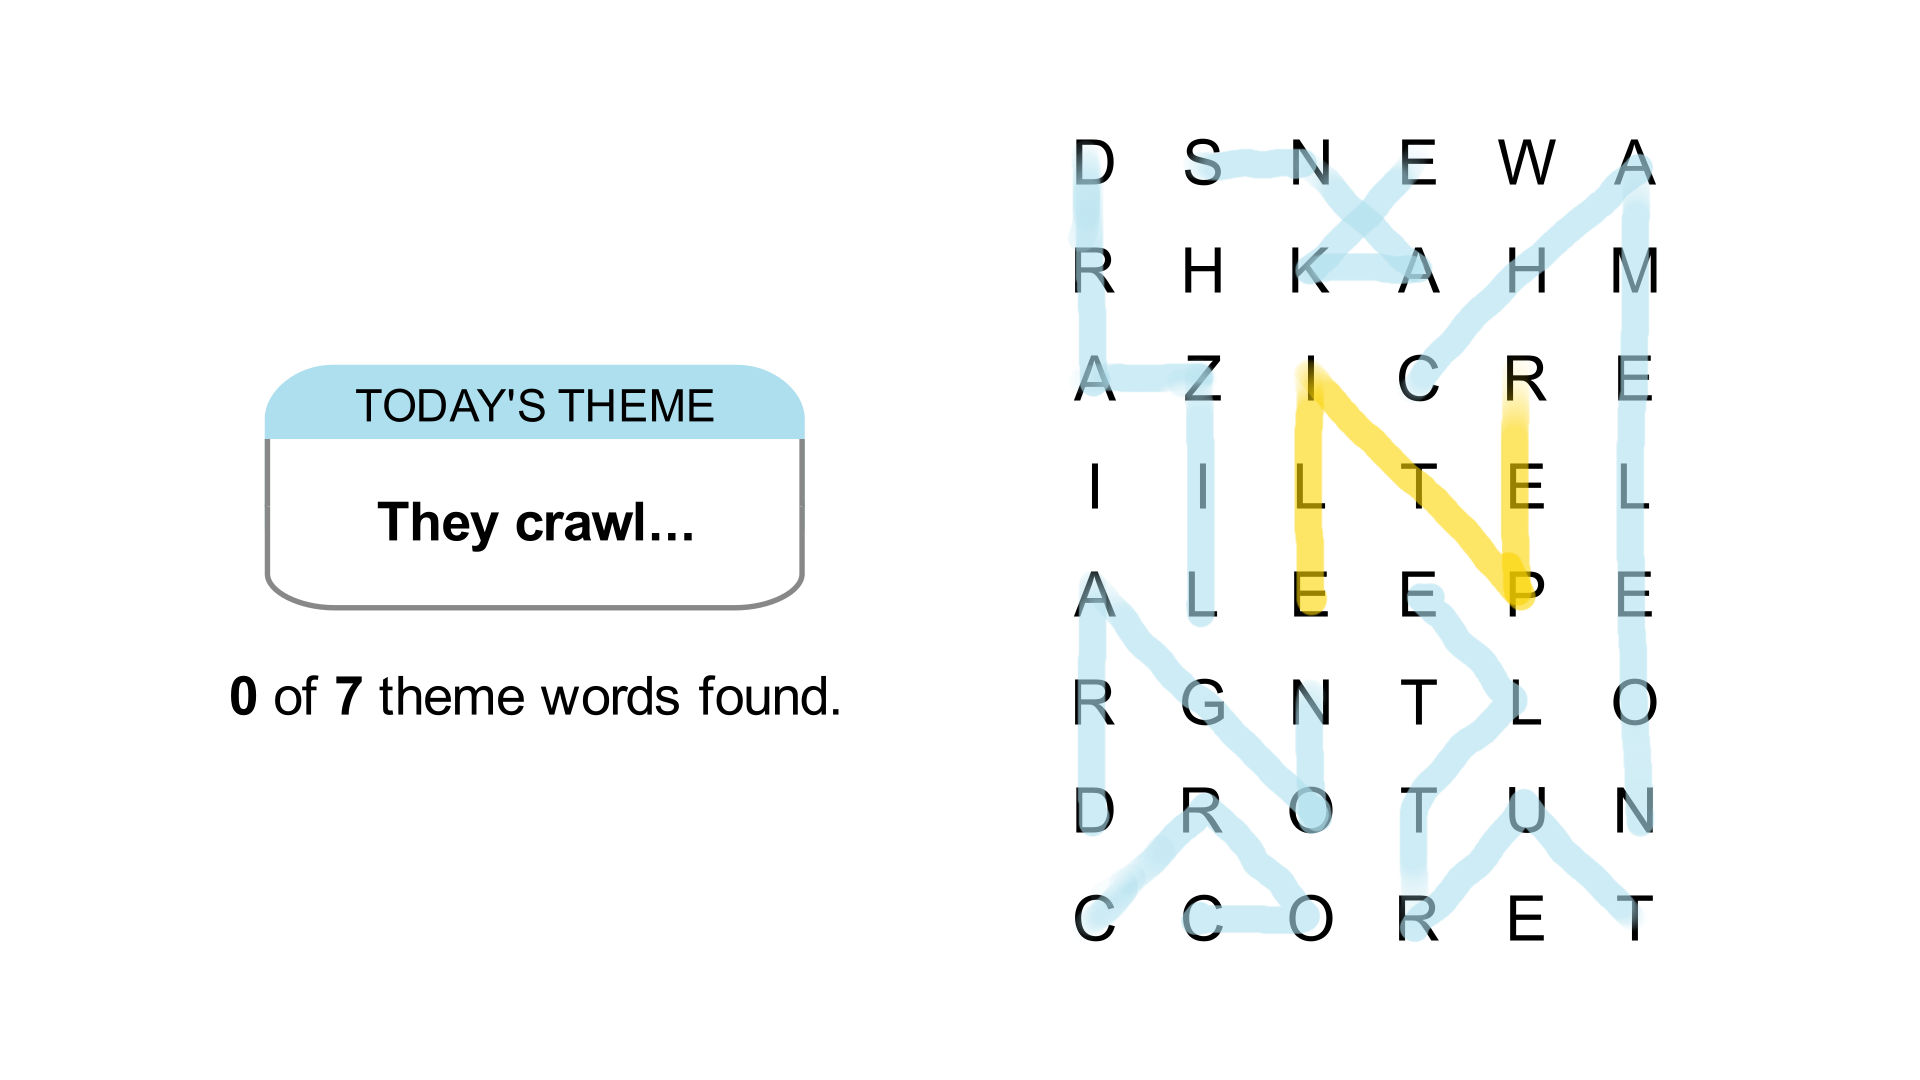 TODAY'S THEME
They crawl...
0 of 7 theme words found.
D S N E W A
R H K A H M
A Z I C R E
I I L T E L
A L E E P E
R G N T L O
D R O T U N
C C O R E T